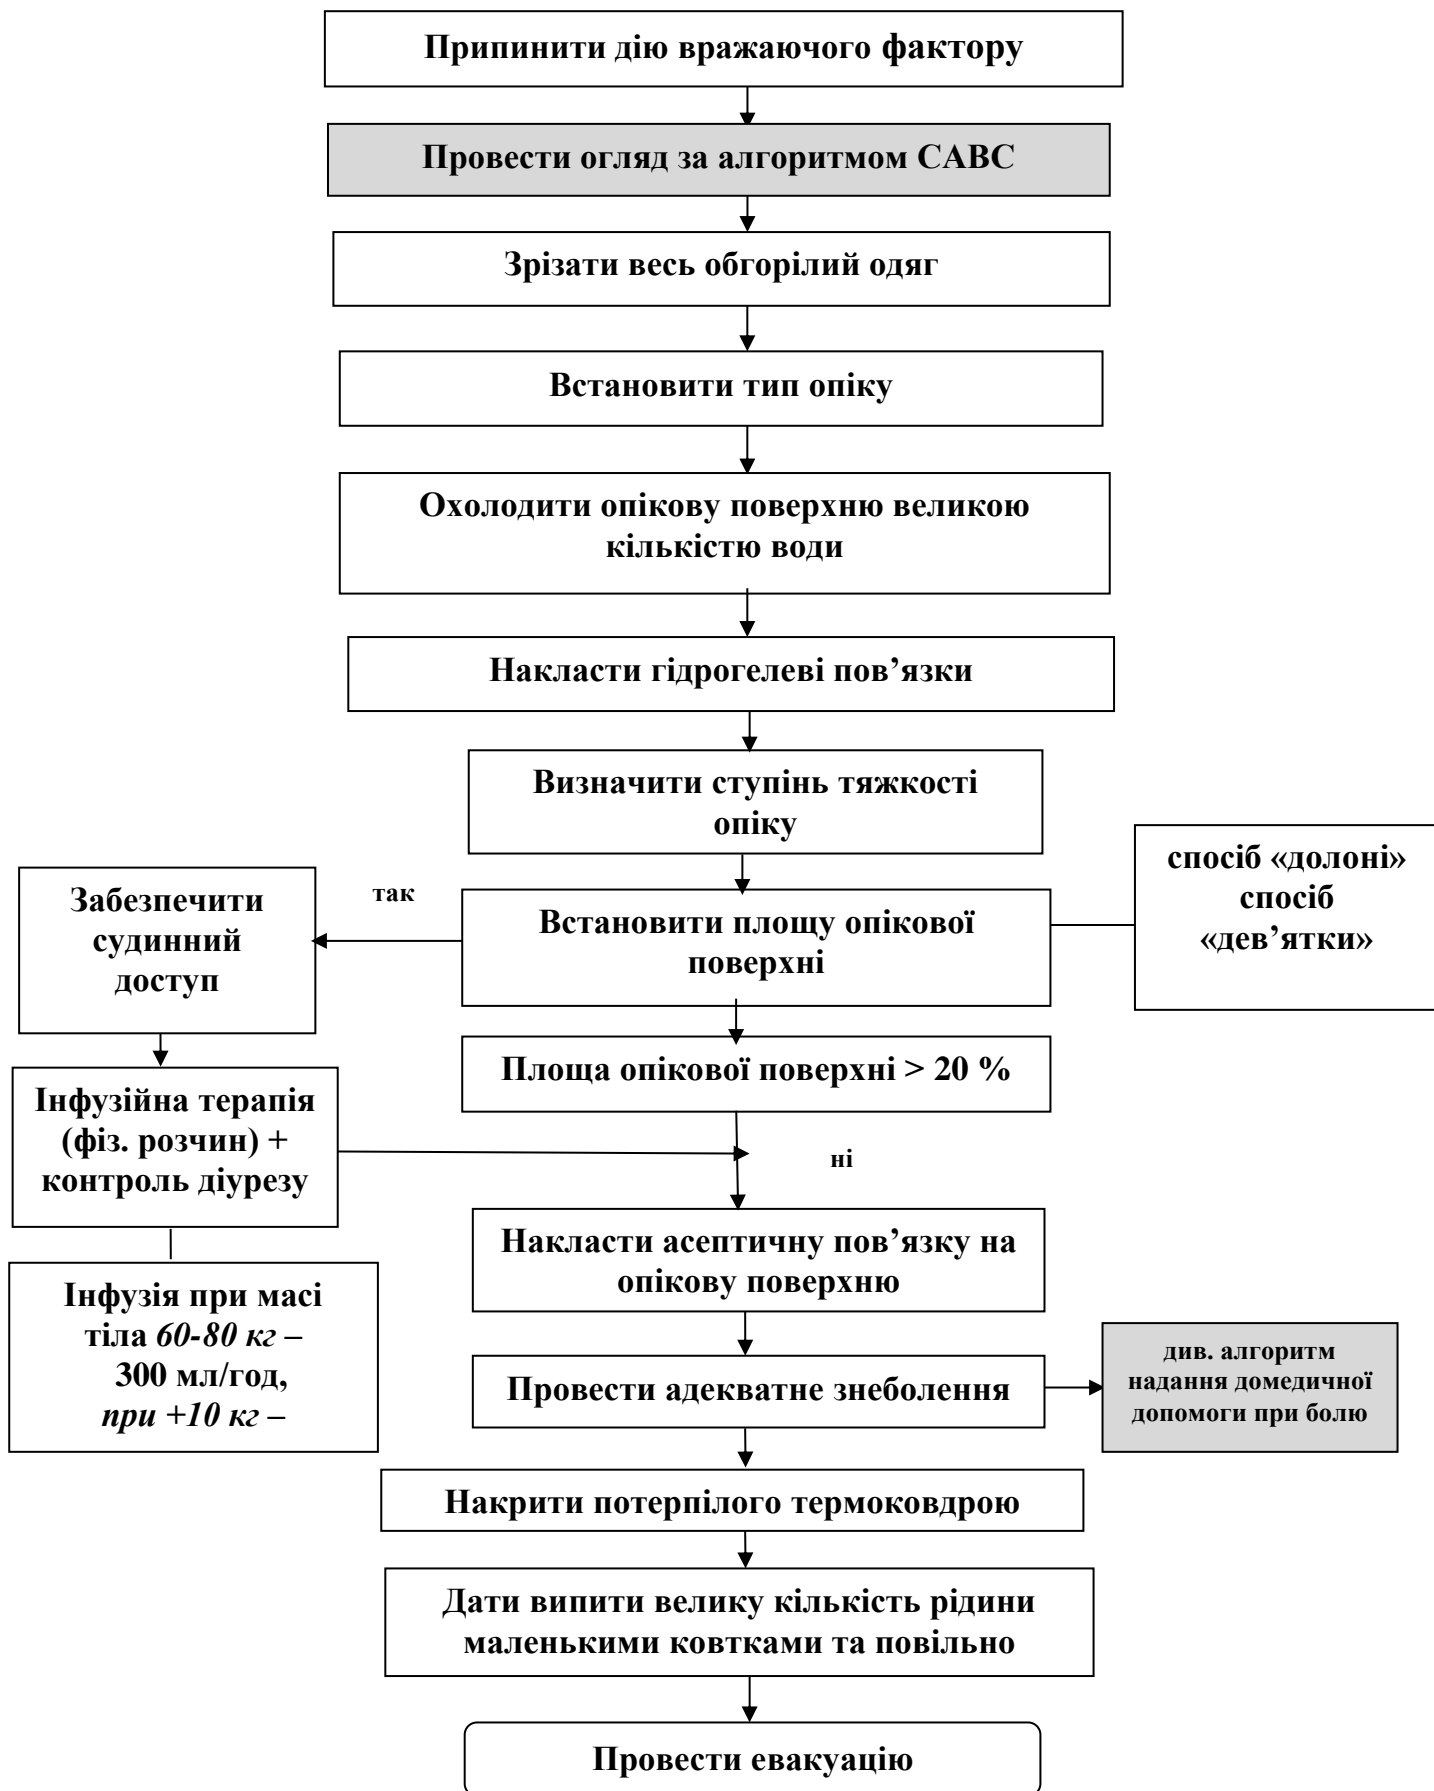 Припинити дію вражаючого фактору
Провести огляд за алгоритмом САВС
Зрізати весь обгорілий одяг
Встановити тип опіку
Охолодити опікову поверхню великою
кількістю води
Накласти гідрогелеві пов’язки
Визначити ступінь тяжкості
опіку
спосіб «долоні»
спосіб
«дев’ятки»
Забезпечити
судинний
доступ
так
Встановити площу опікової
поверхні
Площа опікової поверхні > 20 %
Інфузійна терапія
(фіз. розчин) +
контроль діурезу
ні
Накласти асептичну пов’язку на
опікову поверхню
Інфузія при масі
тіла 60-80 кг –
300 мл/год,
при +10 кг –
Провести адекватне знеболення
див. алгоритм
надання домедичної
допомоги при болю
Накрити потерпілого термоковдрою
Дати випити велику кількість рідини
маленькими ковтками та повільно
Провести евакуацію